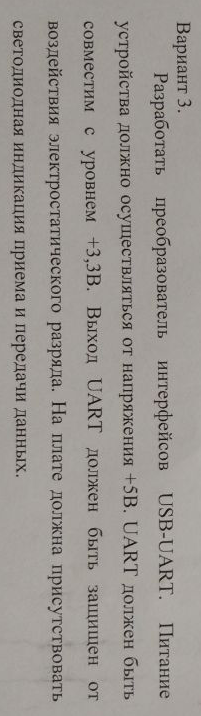 Вариант 3.
Разработать преобразователь интерфейсов USB-UART. Питание
устройства должно осуществляться от напряжения +5В. UART должен быть
совместим с уровнем +3,3В. Выход UART должен быть защищен от
воздействия электростатического разряда. На плате должна присутствовать
светодиодная индикация приема и передачи данных.